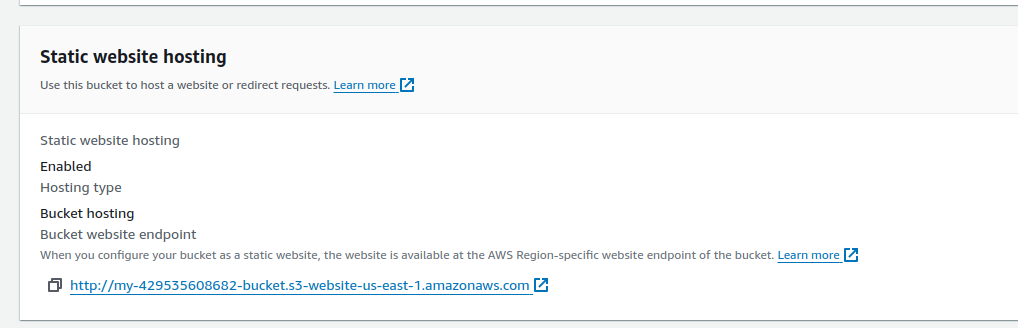 Static website hosting
Use this bucket to host a website or redirect requests. Learn more
Static website hosting
Enabled
Hosting type
Bucket hosting
Bucket website endpoint
When you configure your bucket as a static website, the website is available at the AWS Region-specific website endpoint of the bucket. Learn more
http://my-429535608682-bucket.s3-website-us-east-1.amazonaws.com